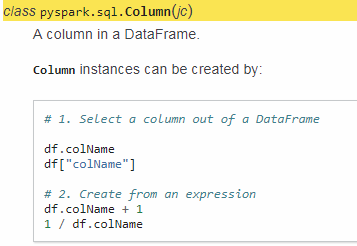 class pyspark.sql.Column(jc)
A column in a DataFrame.
Column instances can be created by:
# 1. Select a column out of a DataFrame
df.colName
df["colName"]
# 2. Create from an expression
df.colName + 1
1 / df.colName